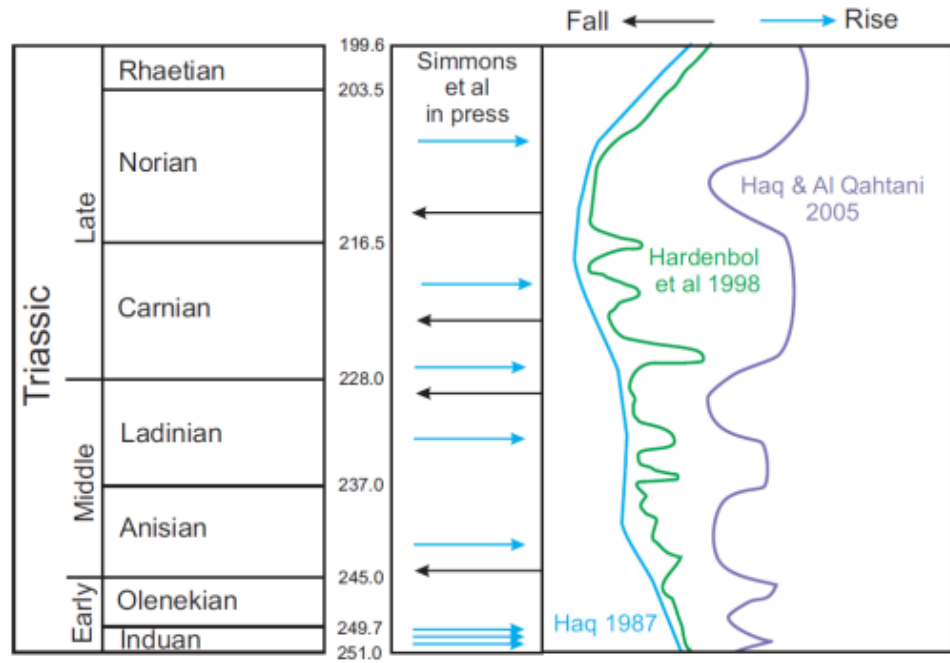 Fall
Rise
199.6
Rhaetian
203.5
Simmons
et al
in press
Norian
Haq & Al Qahtani
2005
Late
216.5
Hardenbol
et al 1998
Triassic
Carnian
228.0
Ladinian
Middle
237.0
Anisian
245.0
Early
Olenekian
249.7
Haq 1987
Induan
251.0